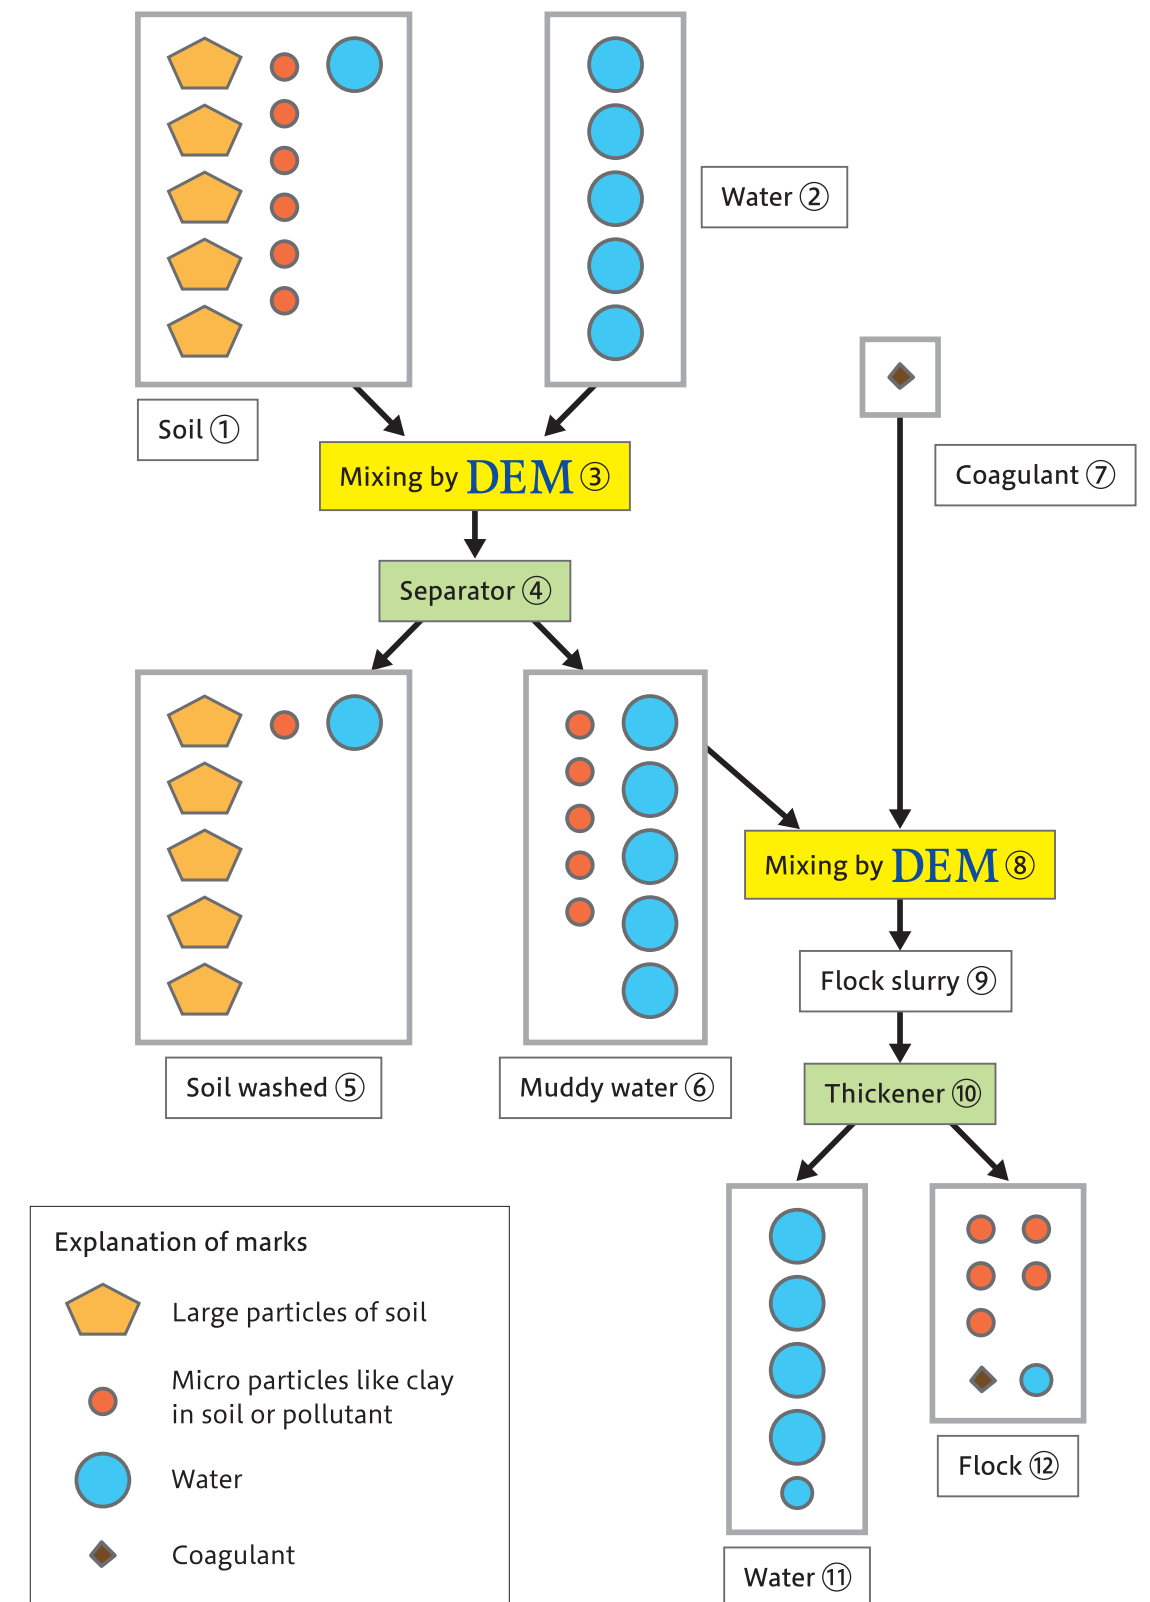 Water ②
Soil ①
Mixing by DEM ③
Coagulant ⑦
Separator ④
Mixing by DEM ⑧
Flock slurry ⑨
Soil washed ⑤
Muddy water ⑥
Thickener ⑩
Explanation of marks
Large particles of soil
Micro particles like clay
in soil or pollutant
Water
Coagulant
Flock ⑫
Water ⑪